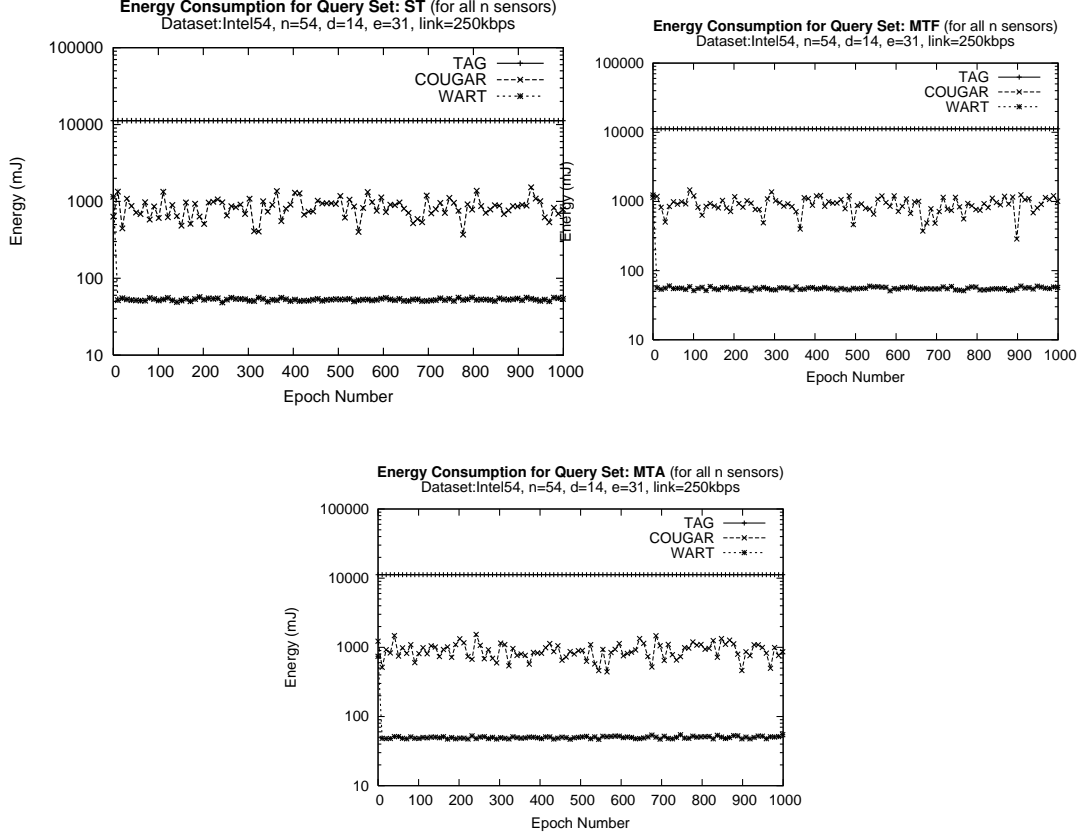 Energy Consumption for Query Set: ST (for all n sensors)
Dataset:Intel54, n=54, d=14, e=31, link=250kbps
TAG
COUGAR
WART
100000
10000
1000
100
10
Energy (mJ)
0 100 200 300 400 500 600 700 800 900 1000
Epoch Number
Energy Consumption for Query Set: MTF (for all n sensors)
Dataset:Intel54, n=54, d=14, e=31, link=250kbps
TAG
COUGAR
WART
100000
10000
1000
100
10
Energy (mJ)
0 100 200 300 400 500 600 700 800 900 1000
Epoch Number
Energy Consumption for Query Set: MTA (for all n sensors)
Dataset:Intel54, n=54, d=14, e=31, link=250kbps
TAG
COUGAR
WART
100000
10000
1000
100
10
Energy (mJ)
0 100 200 300 400 500 600 700 800 900 1000
Epoch Number